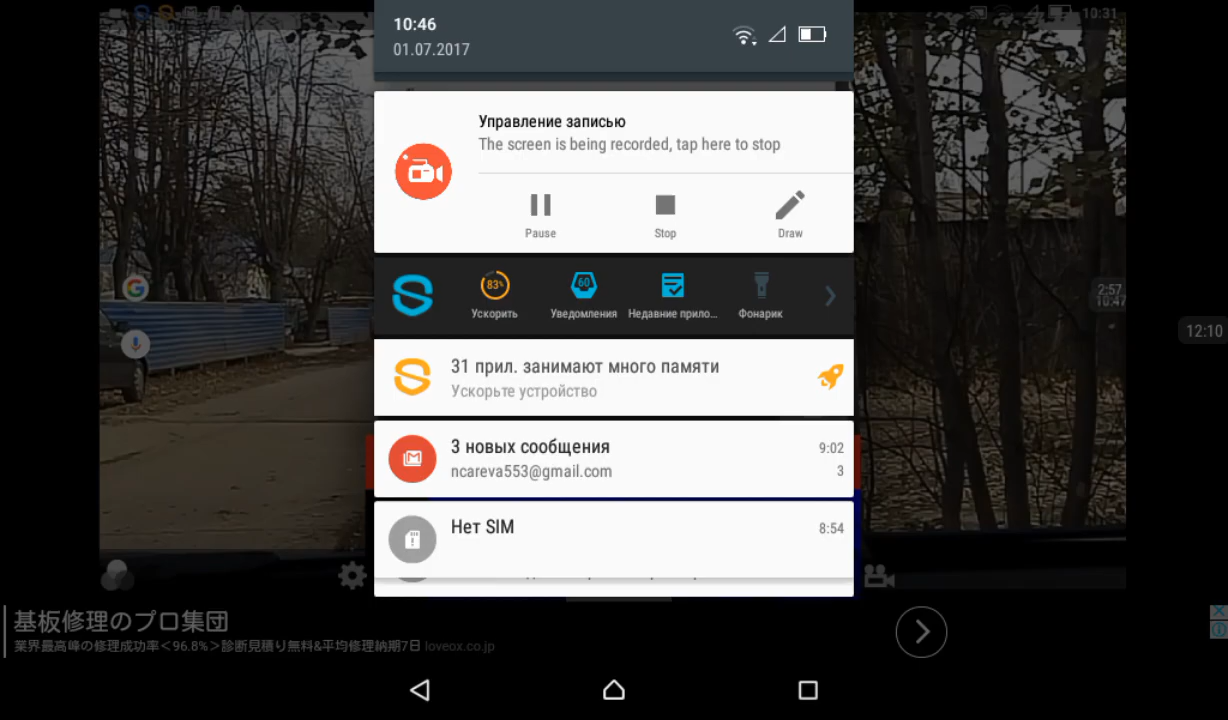 10:31
10:46
01.07.2017
Управление записью
The screen is being recorded, tap here to stop
Pause
Stop
Draw
83%
60
Ускорить
Уведомления
Недавние прило...
Фонарик
2:57
10:47
12:10
31 прил. занимают много памяти
Ускорьте устройство
3 новых сообщения
9:02
ncareva553@gmail.com
3
Нет SIM
8:54
基板修理のプロ集団
業界最高峰の修理成功率＜96.8%＞診断見積り無料&平均修理納期7日 loveox.co.jp